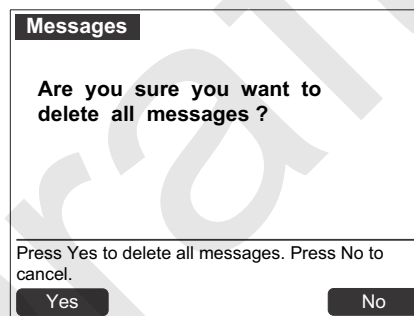 Messages
Are you sure you want to
delete all messages ?
Press Yes to delete all messages. Press No to
cancel.
Yes No